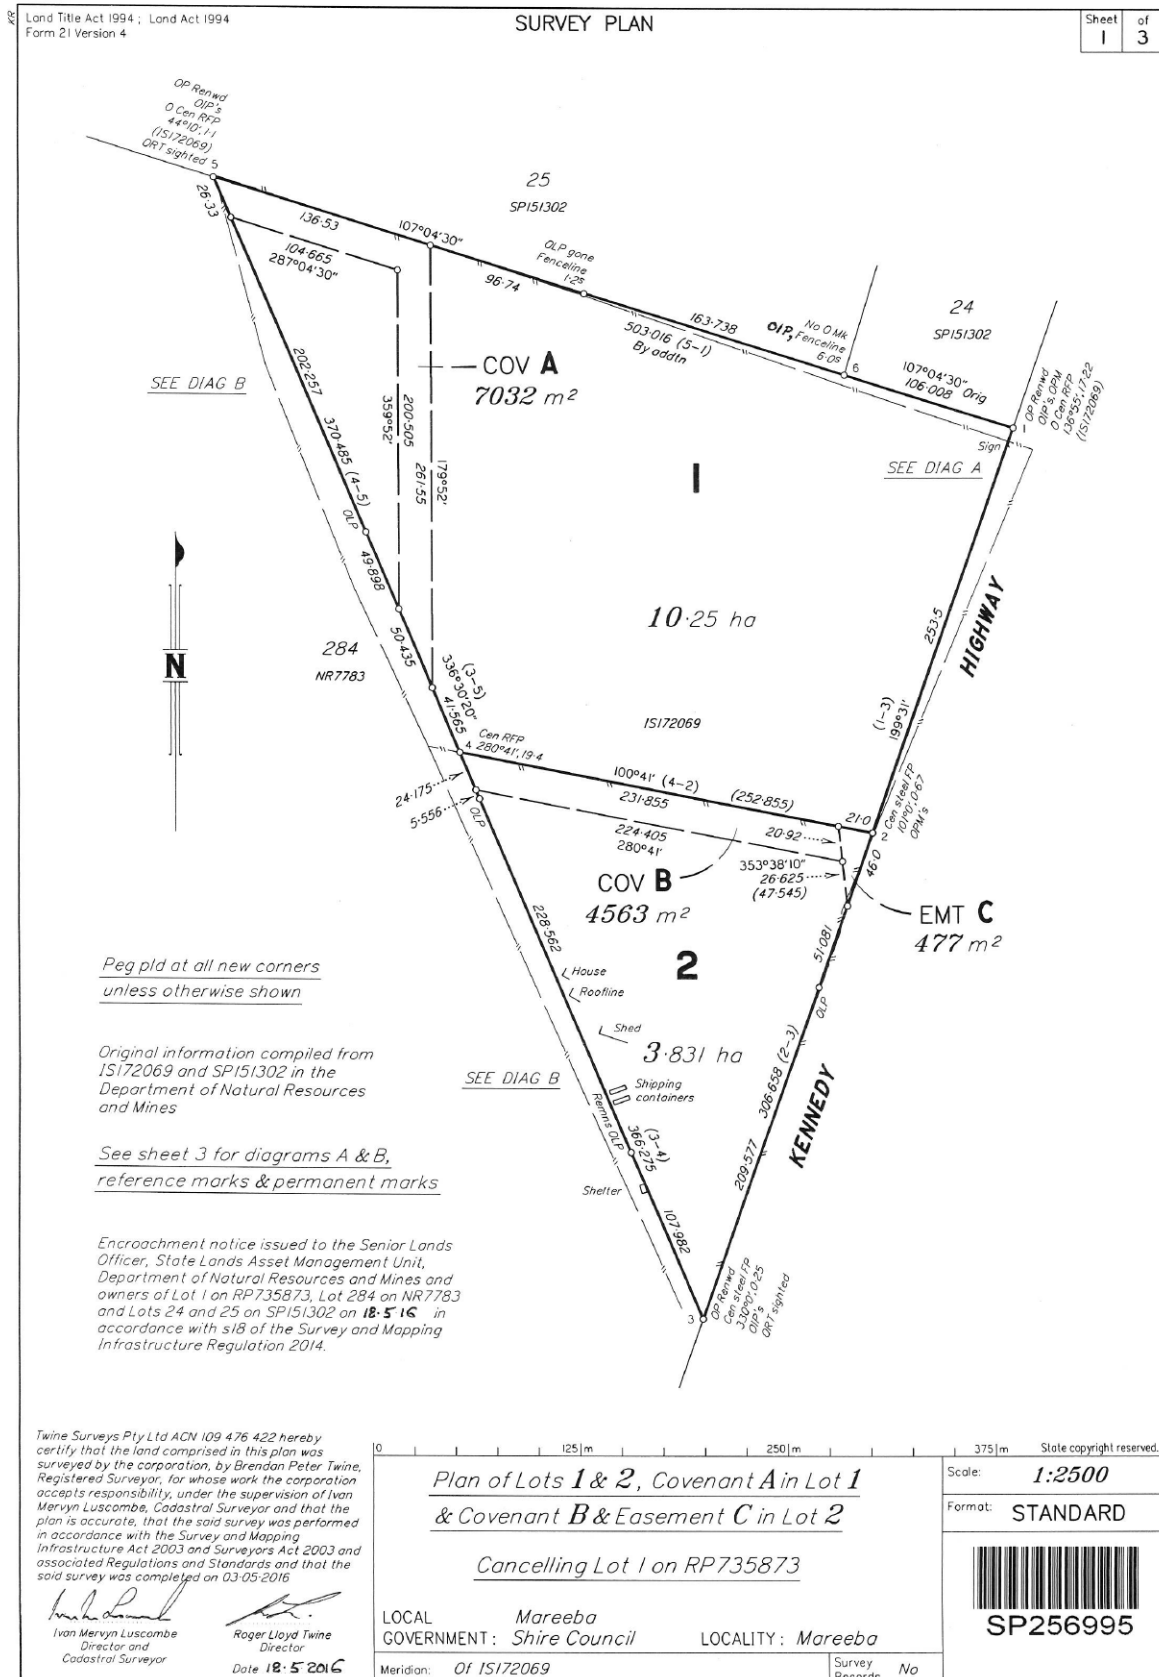 KR
Land Title Act 1994 ; Land Act 1994
Form 21 Version 4
SURVEY PLAN
Sheet of
1 3
OP Renwd
OIP's
O Cen RFP
44°10', 1·1
(IS172069)
ORT sighted 5
26·33
136·53
107°04'30"
104·665
287°04'30"
25
SP151302
OLP gone
Fenceline
1·2s
96·74
163·738
503·016 (5-1)
By addtn
No O Mk
OIP, Fenceline
6·0s
6
24
SP151302
107°04'30" Orig
106·008
1
OP Renwd
OIP's, OPM
O Cen RFP
136°55', 17·22
(IS172069)
Sign
SEE DIAG A
SEE DIAG B
COV A
7032 m²
202·257
370·485 (4-5)
OLP
359°52'
200·505
261·55
179°52'
1
10·25 ha
49·898
50·435
284
NR7783
N
(3-5)
336°30'20"
41·565
IS172069
HIGHWAY
253·5
(1-3)
199°31'
Cen RFP
4 280°41', 19·4
100°41' (4-2)
231·855
(252·855)
21·0
2
Cen steel FP
101°0', 0·67
OPM's
24·175
5·556
OLP
224·405
280°41'
20·92
353°38'10"
26·625
(47·545)
46·0
COV B
4563 m²
EMT C
477 m²
51·081
OLP
228·562
2
House
Roofline
Shed
3·831 ha
306·658 (2-3)
KENNEDY
Peg pld at all new corners
unless otherwise shown
Original information compiled from
IS172069 and SP151302 in the
Department of Natural Resources
and Mines
SEE DIAG B
Shipping
containers
Remns OLP
(3-4)
366·275
209·577
See sheet 3 for diagrams A & B,
reference marks & permanent marks
Shelter
107·982
Encroachment notice issued to the Senior Lands
Officer, State Lands Asset Management Unit,
Department of Natural Resources and Mines and
owners of Lot 1 on RP735873, Lot 284 on NR7783
and Lots 24 and 25 on SP151302 on 18·5·16 in
accordance with s18 of the Survey and Mapping
Infrastructure Regulation 2014.
3
OP Renwd
Cen steel FP
330°0', 0·25
OIP's
ORT sighted
Twine Surveys Pty Ltd ACN 109 476 422 hereby
certify that the land comprised in this plan was
surveyed by the corporation, by Brendan Peter Twine,
Registered Surveyor, for whose work the corporation
accepts responsibility, under the supervision of Ivan
Mervyn Luscombe, Cadastral Surveyor and that the
plan is accurate, that the said survey was performed
in accordance with the Survey and Mapping
Infrastructure Act 2003 and Surveyors Act 2003 and
associated Regulations and Standards and that the
said survey was completed on 03-05-2016
Ivan Mervyn Luscombe
Director and
Cadastral Surveyor
Roger Lloyd Twine
Director
Date 18·5·2016
0 125 m 250 m 375 m State copyright reserved.
Plan of Lots 1 & 2, Covenant A in Lot 1
& Covenant B & Easement C in Lot 2
Cancelling Lot 1 on RP735873
LOCAL
GOVERNMENT: Mareeba
Shire Council
LOCALITY: Mareeba
Meridian: Of IS172069
Survey
Records No
Scale: 1:2500
Format: STANDARD
SP256995